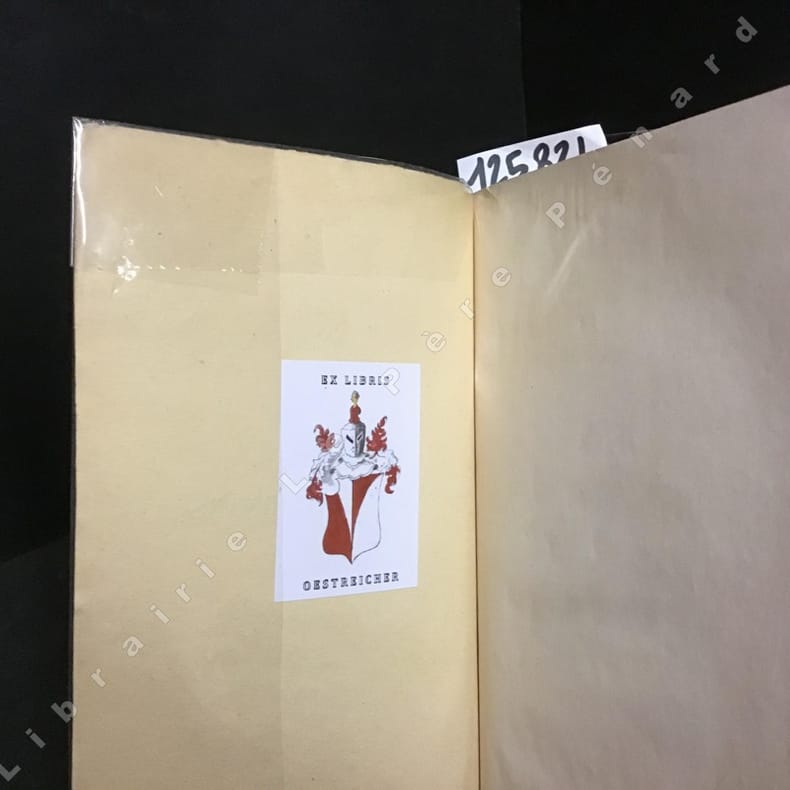 125821
EX LIBRIS
OESTREICHER
Librairie Le Père Pénard